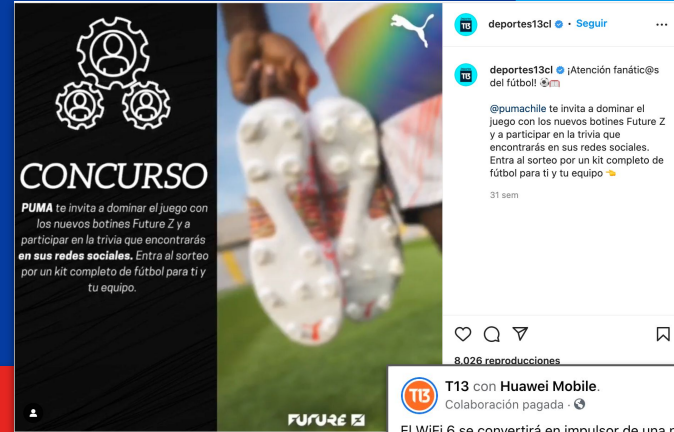 CONCURSO
PUMA te invita a dominar el juego con
los nuevos botines Future Z y a
participar en la trivia que encontrarás
en sus redes sociales. Entra al sorteo
por un kit completo de fútbol para ti y
tu equipo.
FUTURE Z
T13
deportes13cl • Seguir
T13
deportes13cl ¡Atención fanátic@s
del fútbol!
@pumachile te invita a dominar el
juego con los nuevos botines Future Z
y a participar en la trivia que
encontrarás en sus redes sociales.
Entra al sorteo por un kit completo de
fútbol para ti y tu equipo
31 sem
8.026 reproducciones
T13
T13 con Huawei Mobile.
Colaboración pagada ·
El WiFi 6 se convertirá en impulsor de una